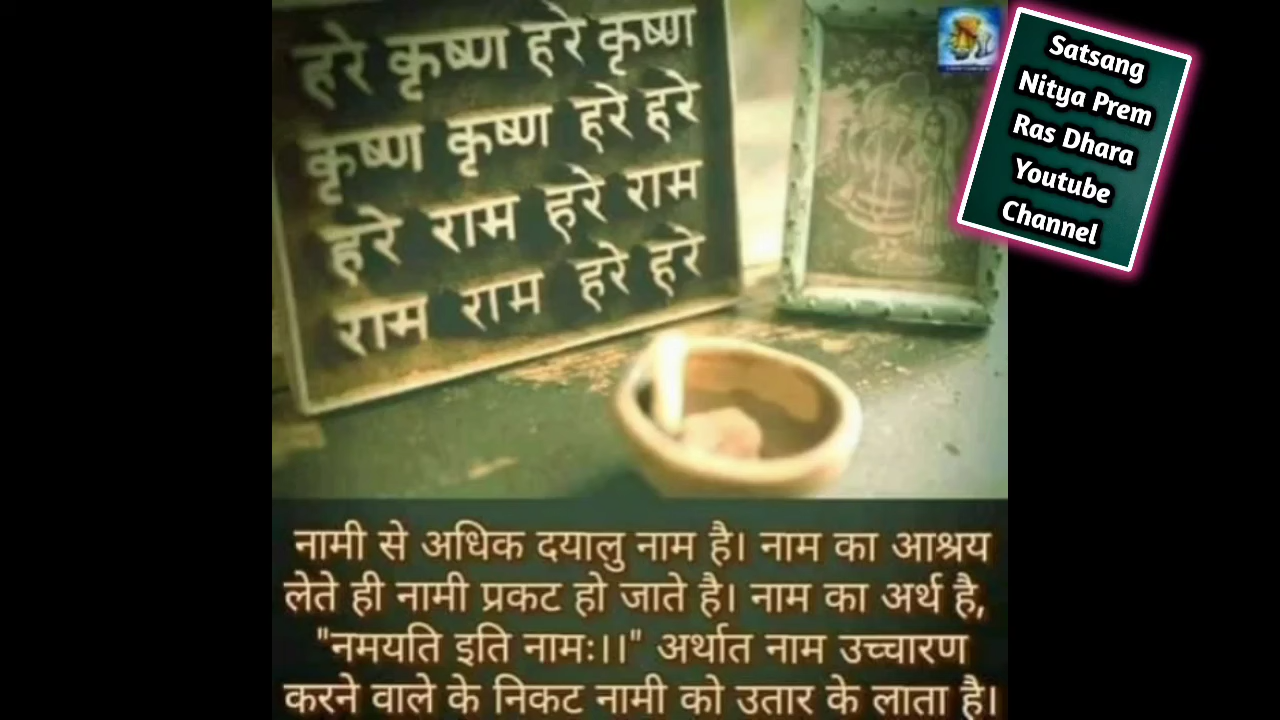 हरे कृष्ण हरे कृष्ण
कृष्ण कृष्ण हरे हरे
हरे राम हरे राम
राम राम हरे हरे
Satsang
Nitya Prem
Ras Dhara
Youtube
Channel
नामी से अधिक दयालु नाम है। नाम का आश्रय
लेते ही नामी प्रकट हो जाते है। नाम का अर्थ है,
"नमयति इति नामः।।" अर्थात नाम उच्चारण
करने वाले के निकट नामी को उतार के लाता है।